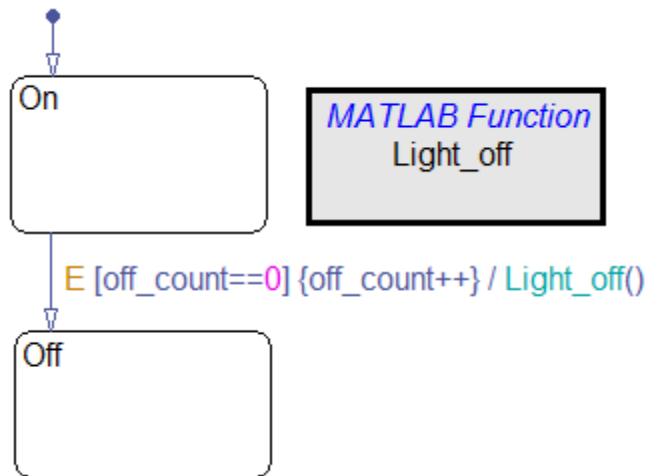 On
MATLAB Function
Light_off
E [off_count==0] {off_count++} / Light_off()
Off